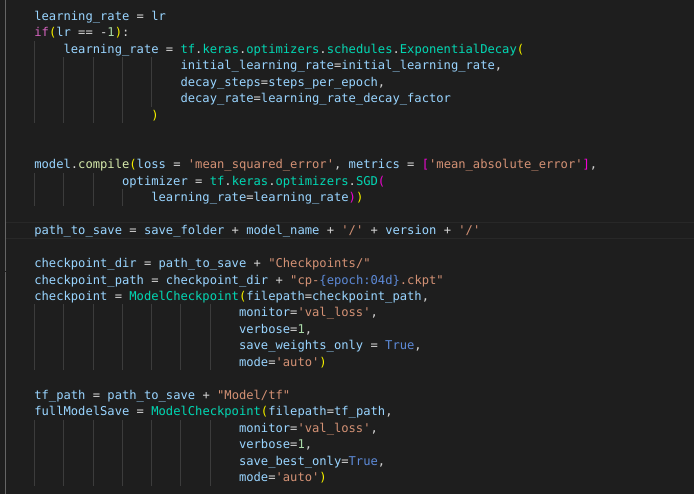 learning_rate = lr
if(lr == -1):
    learning_rate = tf.keras.optimizers.schedules.ExponentialDecay(
                    initial_learning_rate=initial_learning_rate,
                    decay_steps=steps_per_epoch,
                    decay_rate=learning_rate_decay_factor
                )
model.compile(loss = 'mean_squared_error', metrics = ['mean_absolute_error'],
            optimizer = tf.keras.optimizers.SGD(
                learning_rate=learning_rate))
path_to_save = save_folder + model_name + '/' + version + '/'
checkpoint_dir = path_to_save + "Checkpoints/"
checkpoint_path = checkpoint_dir + "cp-{epoch:04d}.ckpt"
checkpoint = ModelCheckpoint(filepath=checkpoint_path,
                            monitor='val_loss',
                            verbose=1,
                            save_weights_only = True,
                            mode='auto')
tf_path = path_to_save + "Model/tf"
fullModelSave = ModelCheckpoint(filepath=tf_path,
                            monitor='val_loss',
                            verbose=1,
                            save_best_only=True,
                            mode='auto')